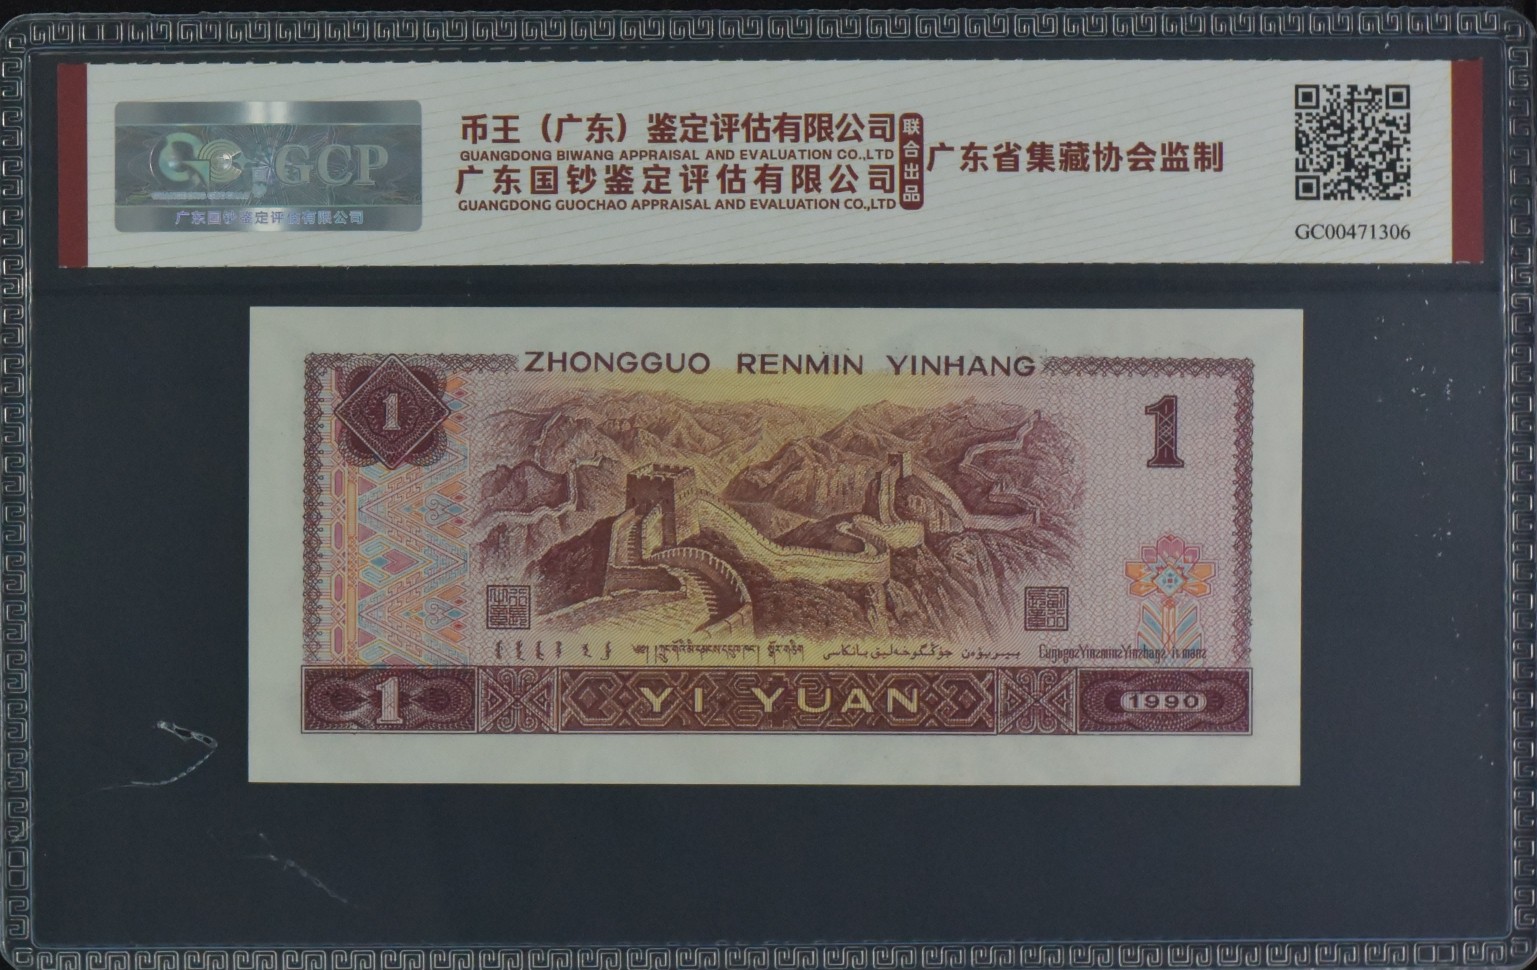 GCP
广东国钞鉴定评估有限公司
币王（广东）鉴定评估有限公司
GUANGDONG BIWANG APPRAISAL AND EVALUATION CO.,LTD
广东国钞鉴定评估有限公司
GUANGDONG GUOCHAO APPRAISAL AND EVALUATION CO.,LTD
联合出品
广东省集藏协会监制
GC00471306
ZHONGGUO RENMIN YINHANG
1
1
1
YI YUAN
1990